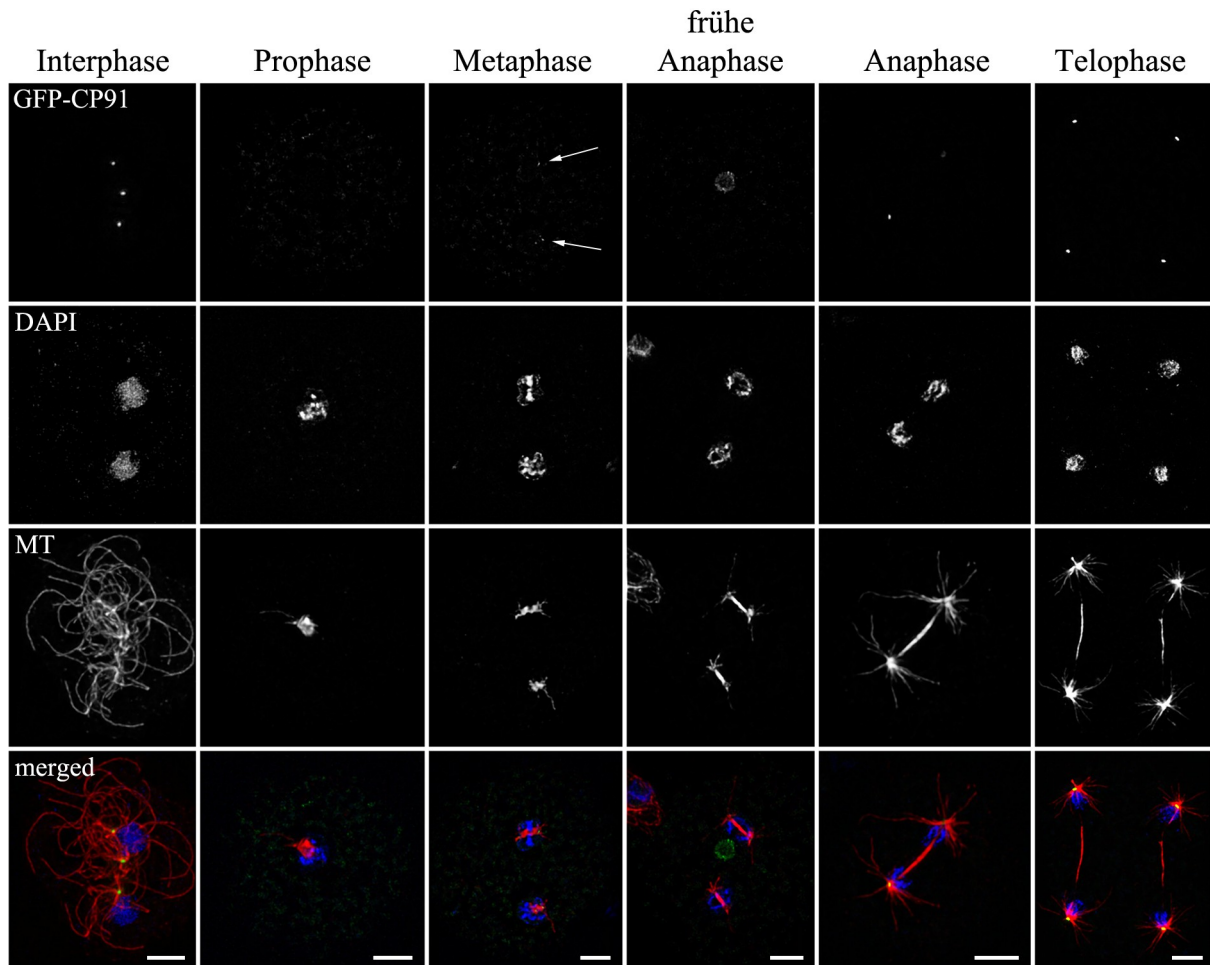 frühe
Interphase Prophase Metaphase Anaphase Anaphase Telophase
GFP-CP91
DAPI
MT
merged